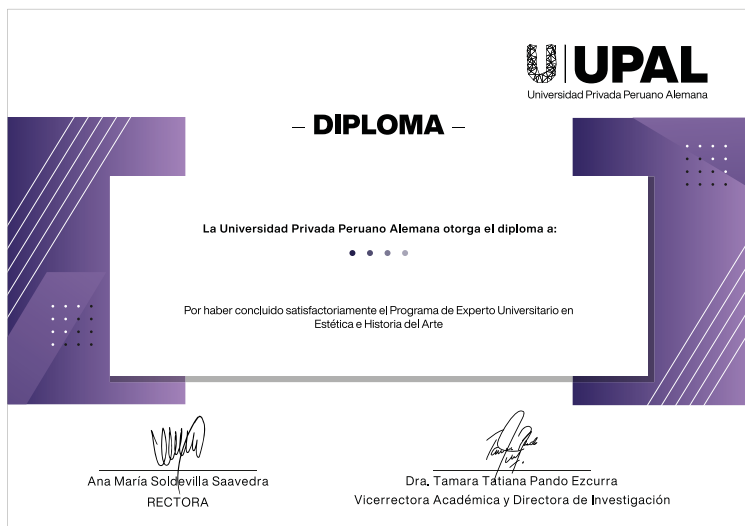 UPAL
Universidad Privada Peruano Alemana
– DIPLOMA –
La Universidad Privada Peruano Alemana otorga el diploma a:
Por haber concluido satisfactoriamente el Programa de Experto Universitario en
Estética e Historia del Arte
Ana María Soldevilla Saavedra
RECTORA
Dra. Tamara Tatiana Pando Ezcurra
Vicerrectora Académica y Directora de Investigación